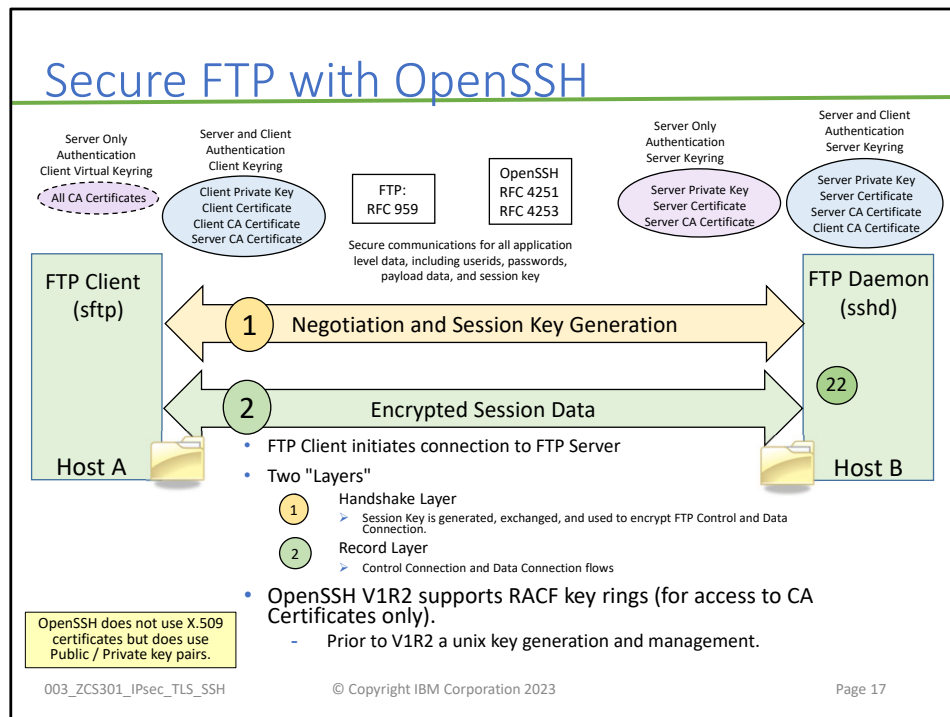 Secure FTP with OpenSSH
Server Only
Authentication
Client Virtual Keyring
All CA Certificates
Server and Client
Authentication
Client Keyring
Client Private Key
Client Certificate
Client CA Certificate
Server CA Certificate
FTP:
RFC 959
OpenSSH
RFC 4251
RFC 4253
Secure communications for all application
level data, including userids, passwords,
payload data, and session key
Server Only
Authentication
Server Keyring
Server Private Key
Server Certificate
Server CA Certificate
Server and Client
Authentication
Server Keyring
Server Private Key
Server Certificate
Server CA Certificate
Client CA Certificate
FTP Client
(sftp)
Host A
1 Negotiation and Session Key Generation
2 Encrypted Session Data
FTP Daemon
(sshd)
22
Host B
• FTP Client initiates connection to FTP Server
• Two "Layers"
1 Handshake Layer
➢ Session Key is generated, exchanged, and used to encrypt FTP Control and Data
Connection.
2 Record Layer
➢ Control Connection and Data Connection flows
• OpenSSH V1R2 supports RACF key rings (for access to CA
Certificates only).
- Prior to V1R2 a unix key generation and management.
OpenSSH does not use X.509
certificates but does use
Public / Private key pairs.
003_ZCS301_IPsec_TLS_SSH
© Copyright IBM Corporation 2023
Page 17